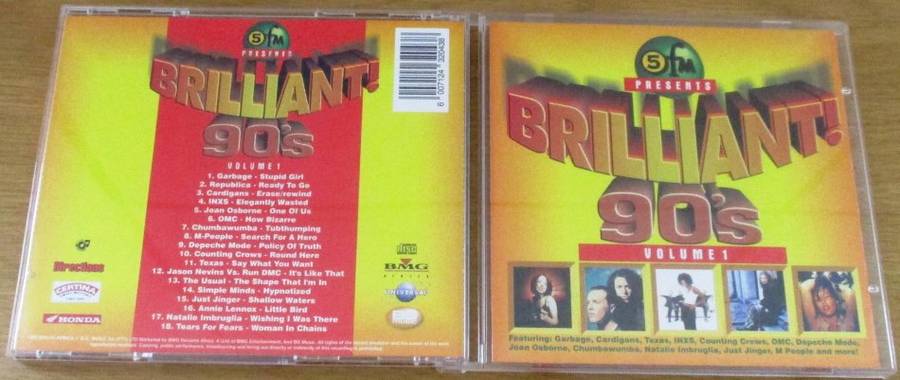 5fm
PRESENTS
BRILLIANT!
90's
VOLUME 1
1. Garbage - Stupid Girl
2. Republica - Ready To Go
3. Cardigans - Erase/rewind
4. INXS - Elegantly Wasted
5. Joan Osborne - One Of Us
6. OMC - How Bizarre
7. Chumbawumba - Tubthumping
8. M-People - Search For A Hero
9. Depeche Mode - Policy Of Truth
10. Counting Crows - Round Here
11. Texas - Say What You Want
12. Jason Nevins Vs. Run DMC - It's Like That
13. The Usual - The Shape That I'm In
14. Simple Minds - Hypnotized
15. Just Jinger - Shallow Waters
16. Annie Lennox - Little Bird
17. Natalie Imbruglia - Wishing I Was There
18. Tears For Fears - Woman In Chains
6 007124 320438
Directions
CERTINA
HONDA
BMG
UNIVERSAL
5fm
PRESENTS
BRILLIANT!
90's
VOLUME 1
Featuring: Garbage, Cardigans, Texas, INXS, Counting Crows, OMC, Depeche Mode,
Joan Osborne, Chumbawumba, Natalie Imbruglia, Just Jinger, M People and more!